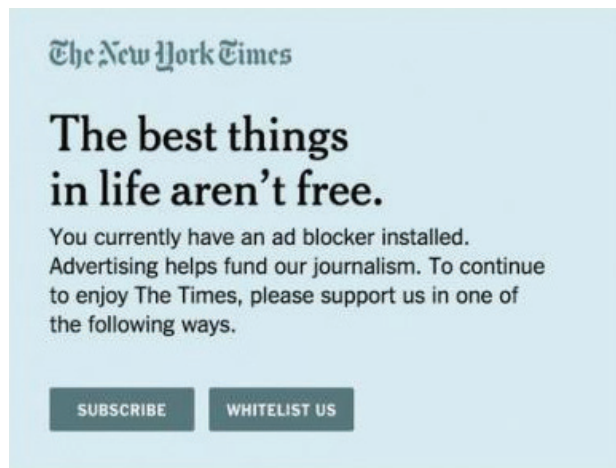 The New York Times
The best things
in life aren't free.
You currently have an ad blocker installed.
Advertising helps fund our journalism. To continue
to enjoy The Times, please support us in one of
the following ways.
SUBSCRIBE WHITELIST US